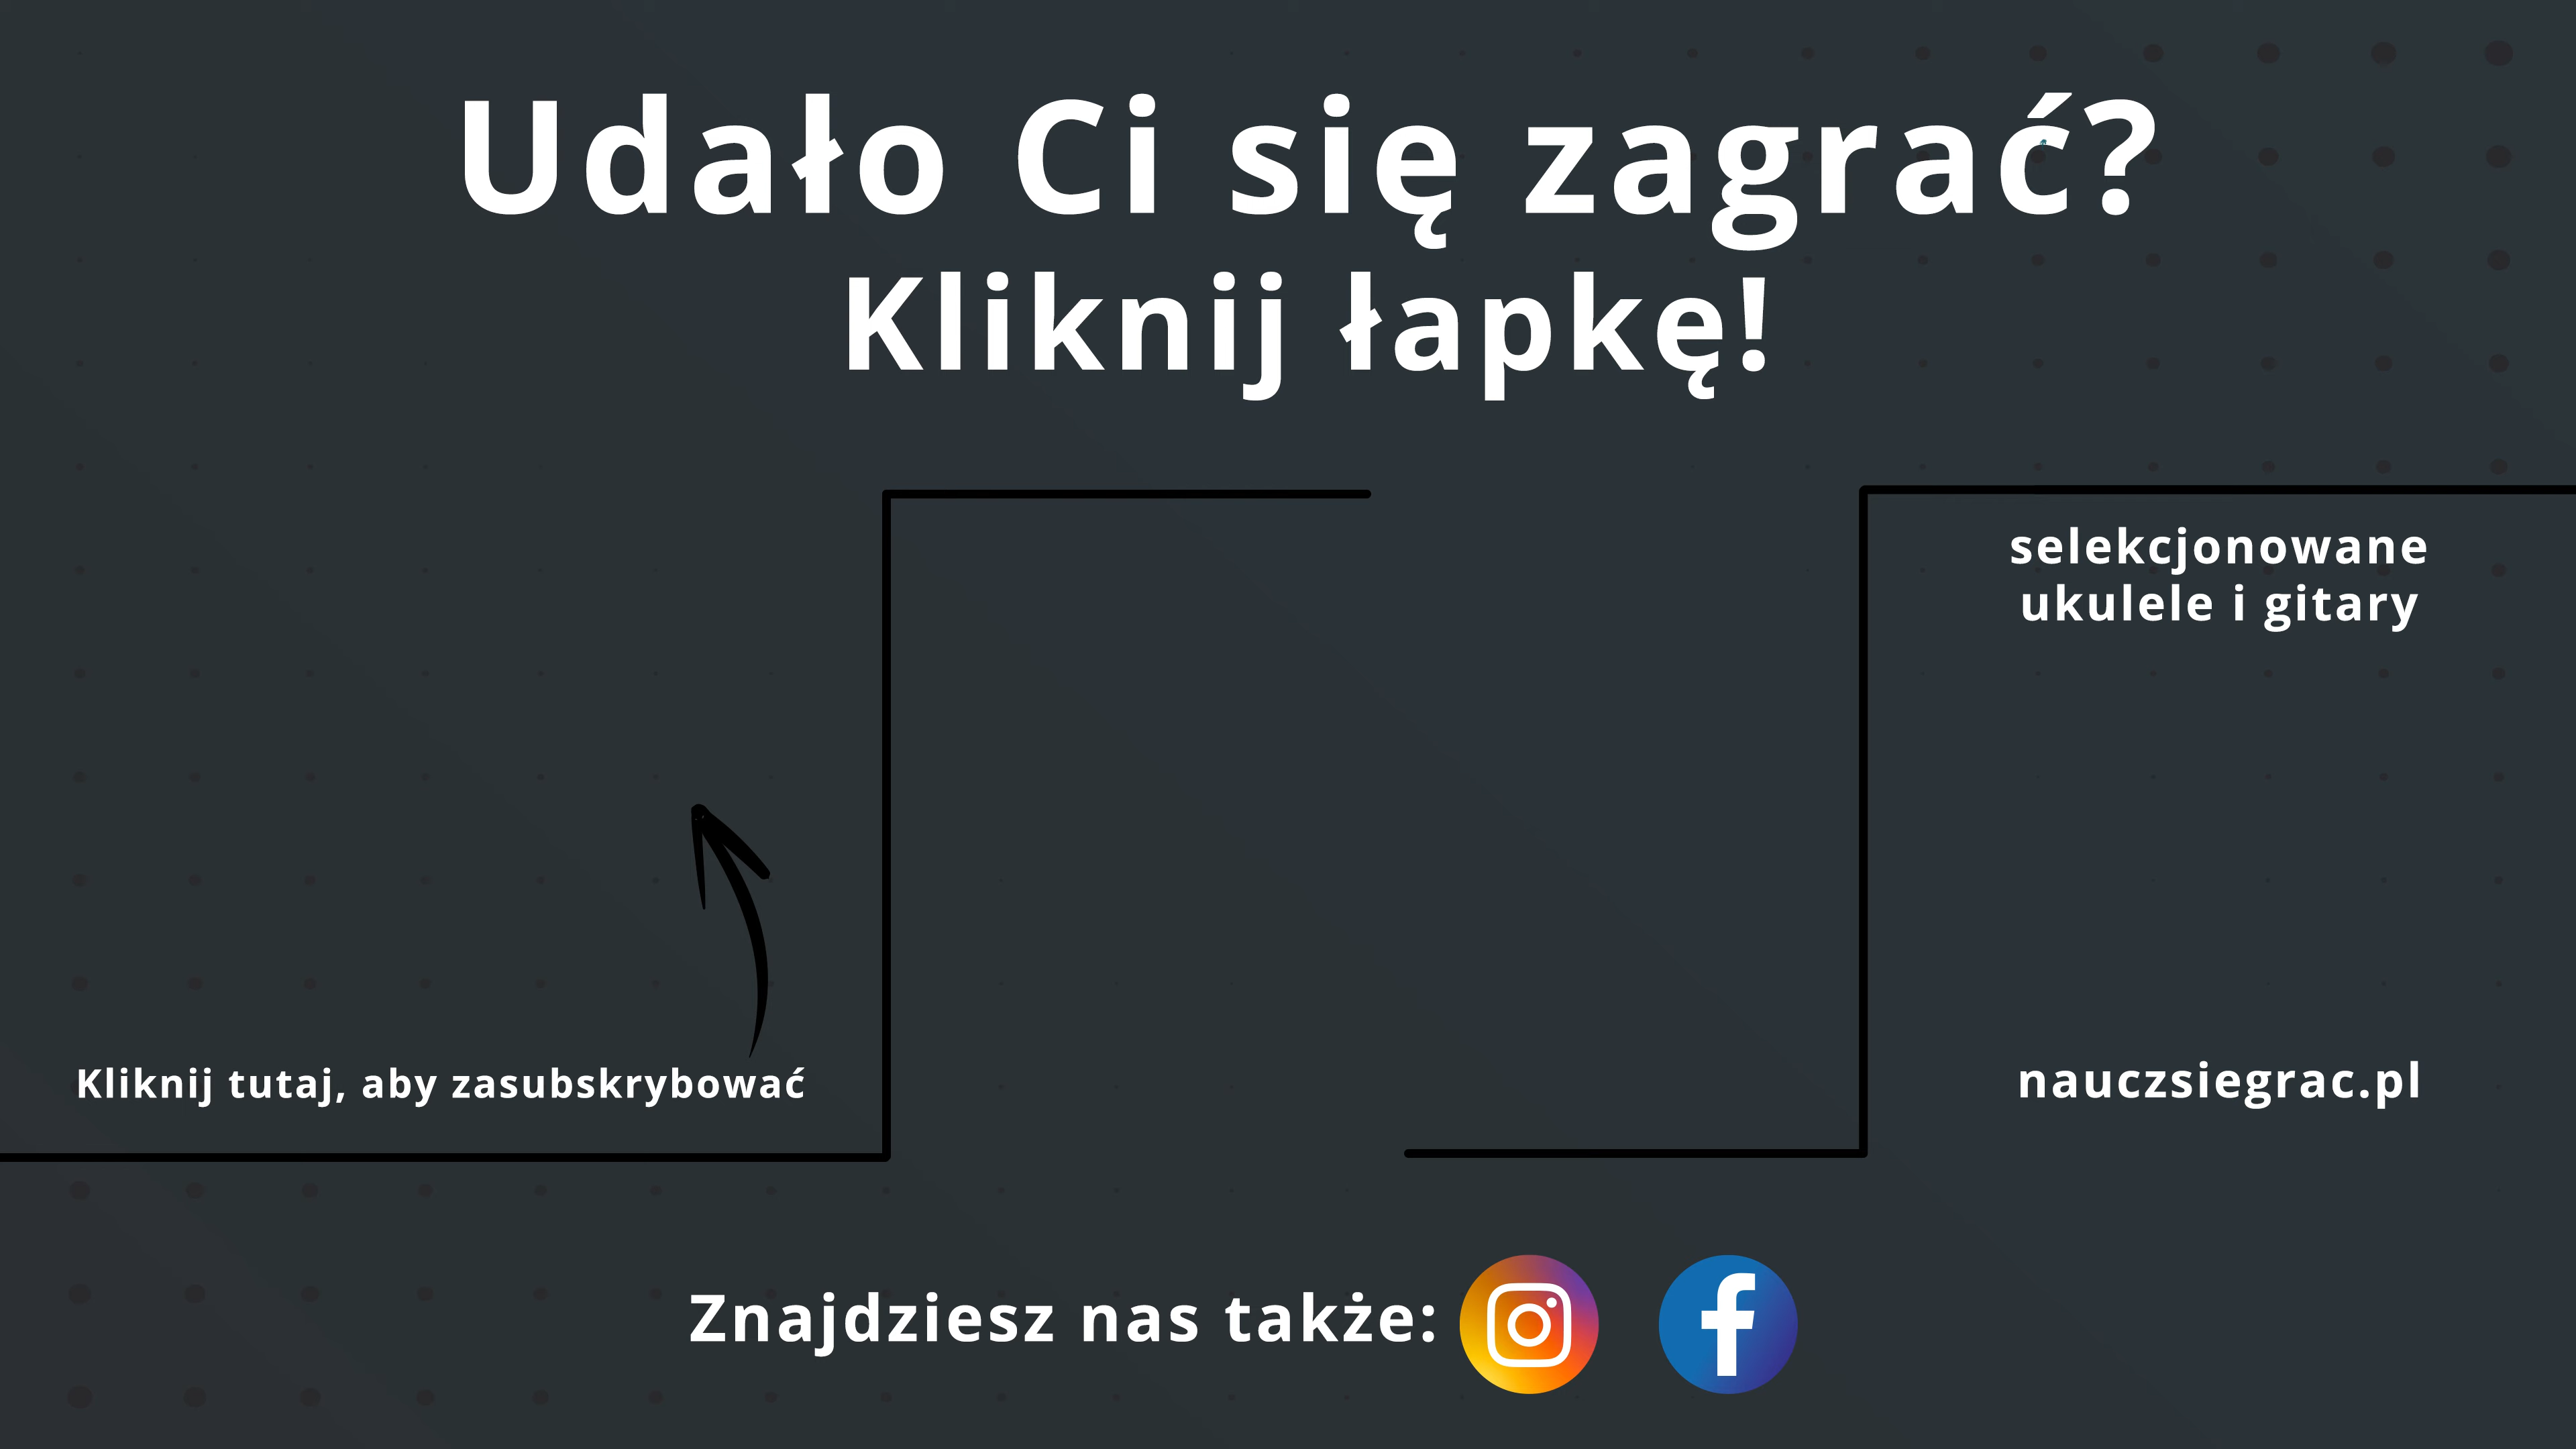 Udało Ci się zagrać?
Kliknij łapkę!
selekcjonowane
ukulele i gitary
Kliknij tutaj, aby zasubskrybować
nauczsiegrac.pl
Znajdziesz nas także: